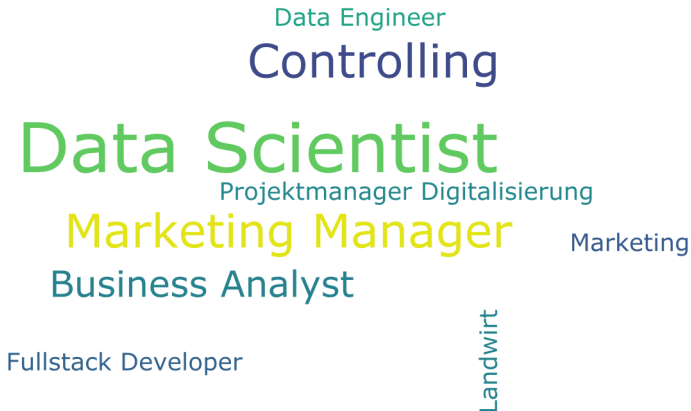 Data Engineer
Controlling
Data Scientist
Projektmanager Digitalisierung
Marketing Manager
Marketing
Business Analyst
Landwirt
Fullstack Developer